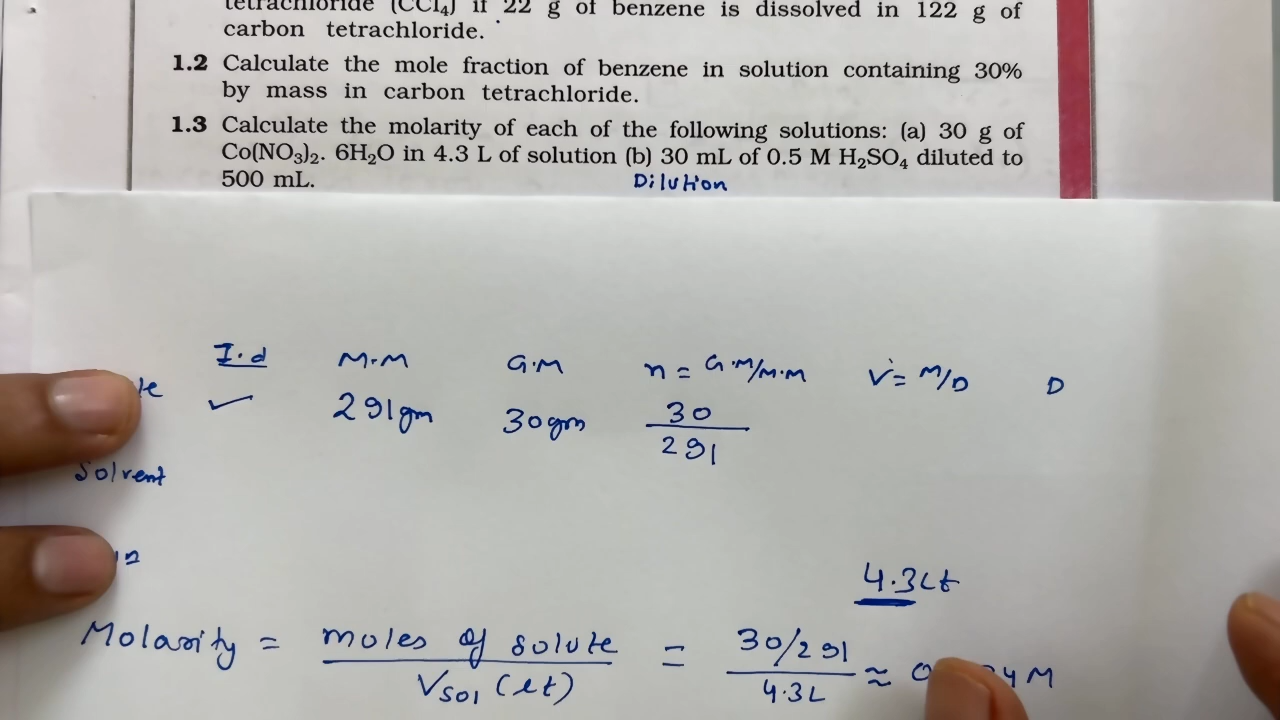 tetrachloride (CCl₄) if 22 g of benzene is dissolved in 122 g of
carbon tetrachloride.
1.2 Calculate the mole fraction of benzene in solution containing 30%
by mass in carbon tetrachloride.
1.3 Calculate the molarity of each of the following solutions: (a) 30 g of
Co(NO₃)₂. 6H₂O in 4.3 L of solution (b) 30 mL of 0.5 M H₂SO₄ diluted to
500 mL.
Dilution
I.d M.M G.M n = G.M/M.M V = M/D D
✓ 291gm 30gm 30/291
Solvent
4.3Lt
Molarity = moles of solute / Vsol (lt) = 30/291 / 4.3L ≈